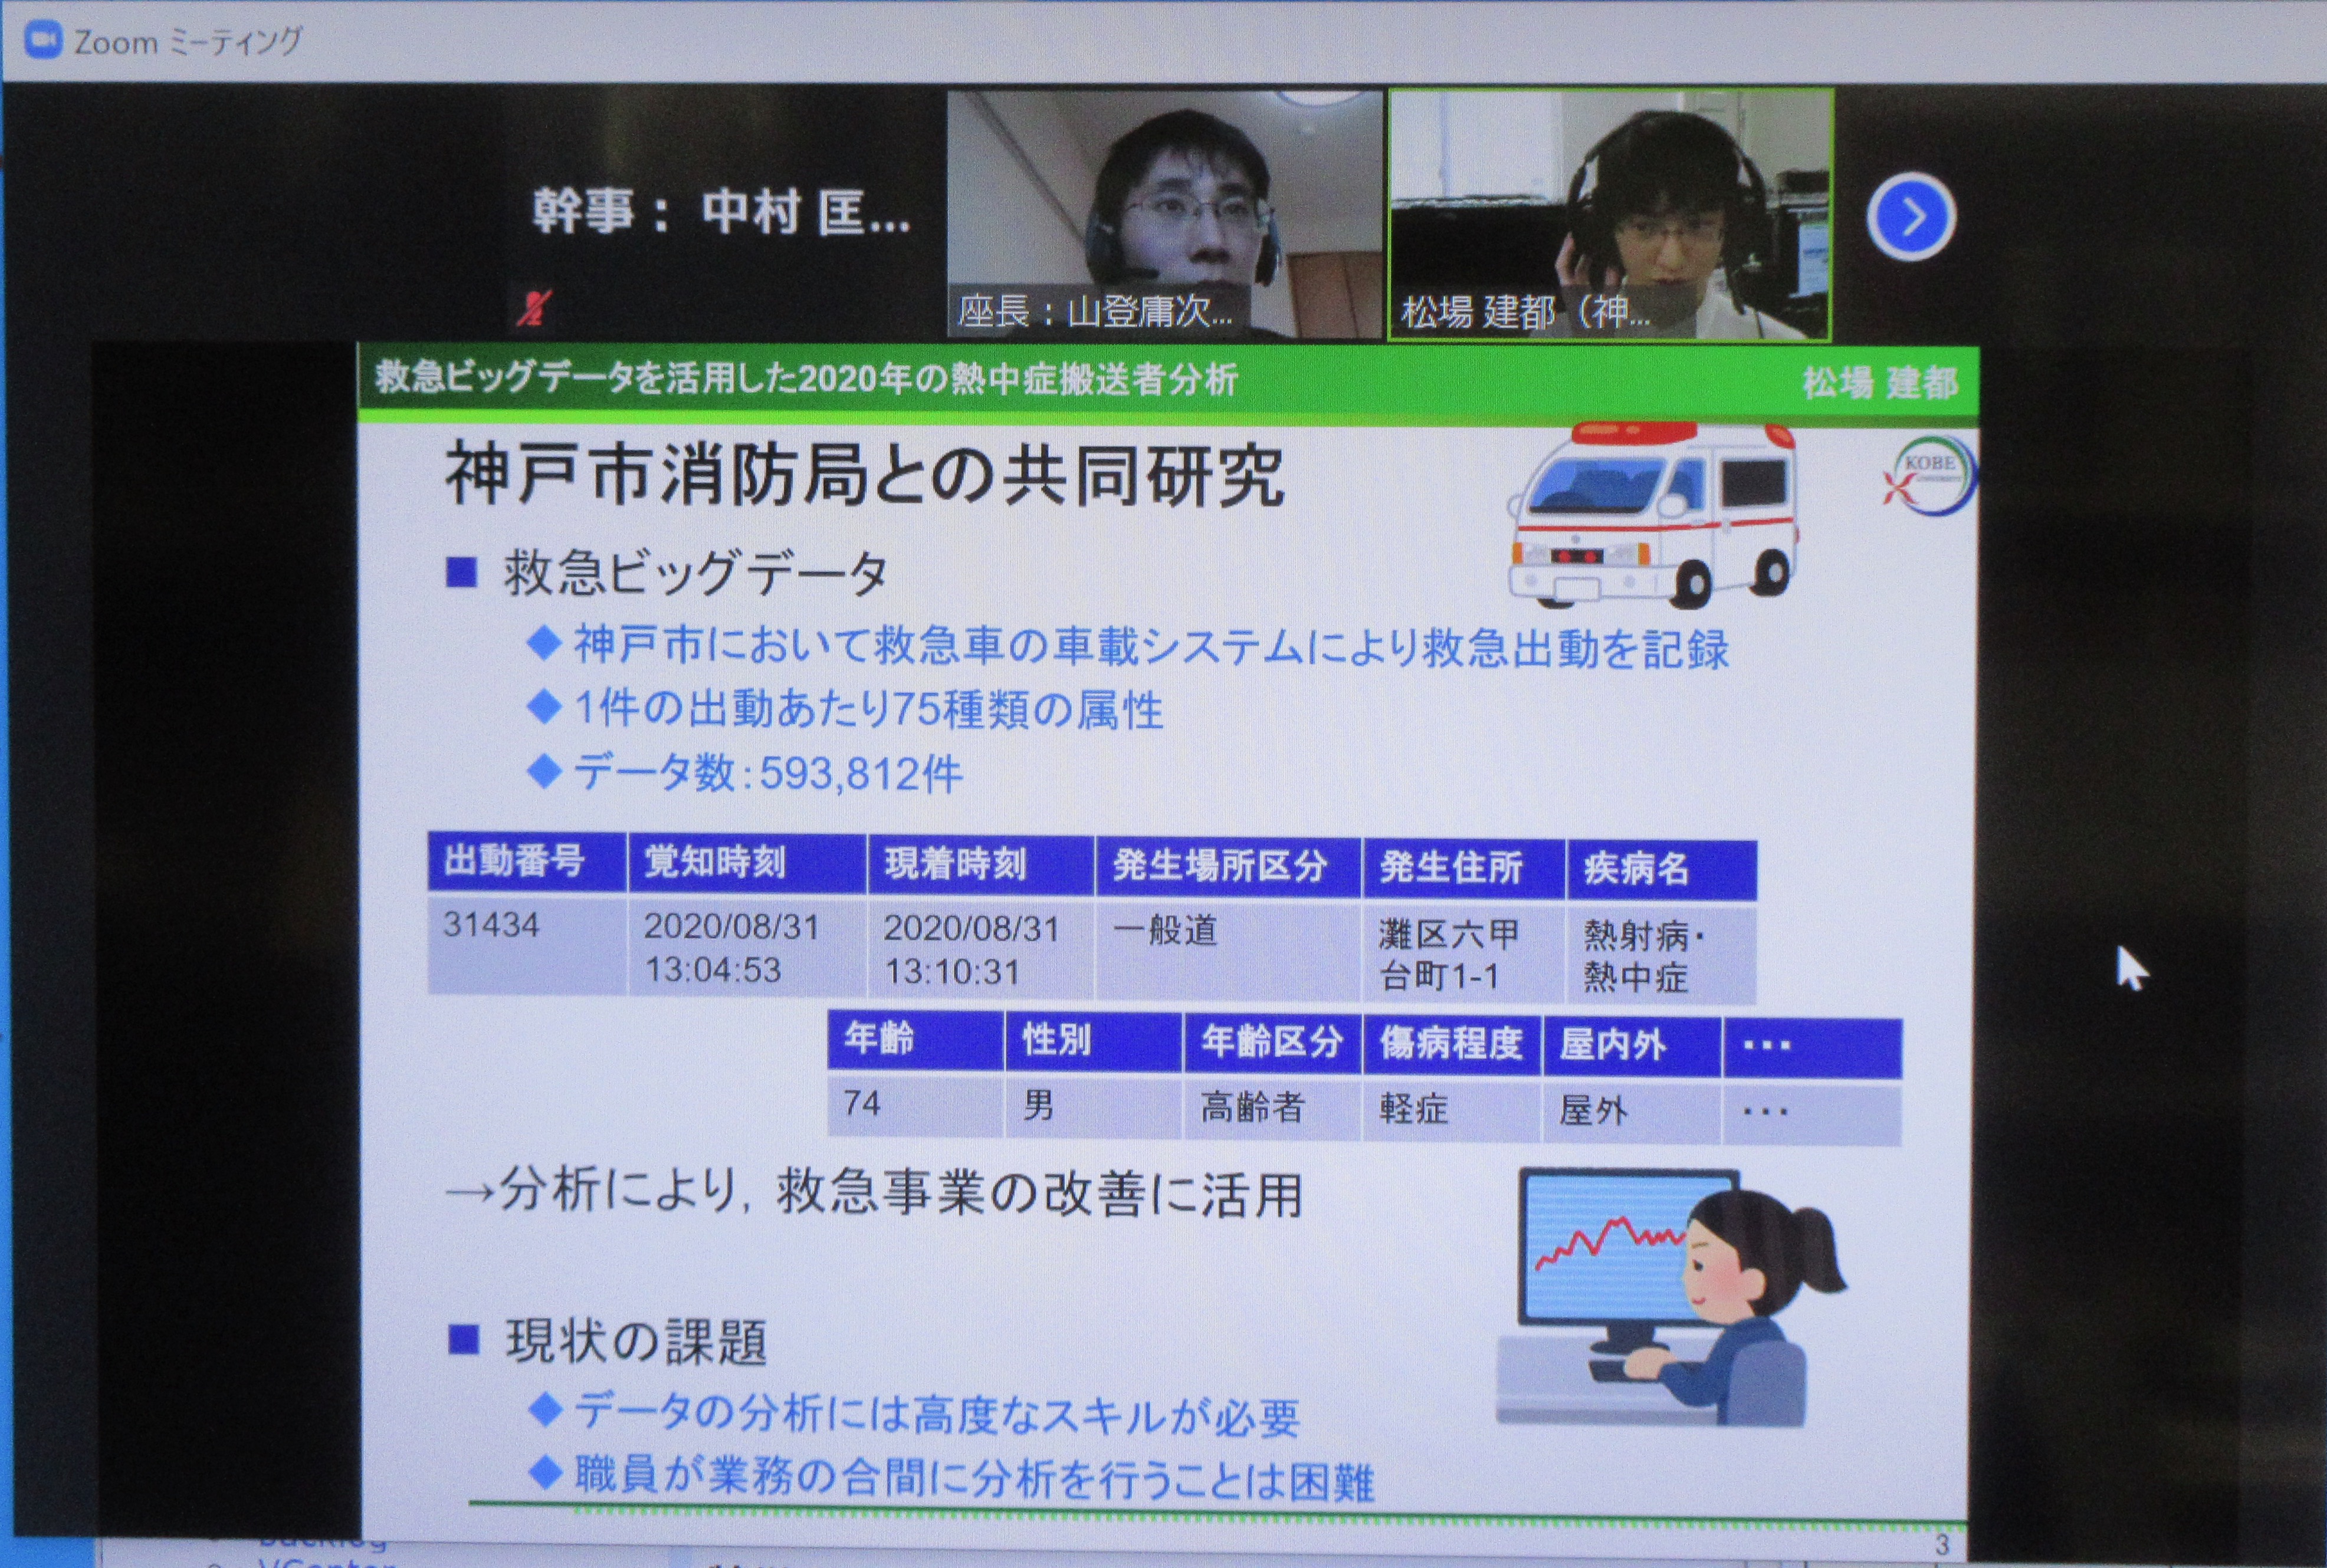 Zoom ミーティング
幹事： 中村 匡...
座長：山登庸次...
松場 建都（神...
救急ビッグデータを活用した2020年の熱中症搬送者分析
松場 建都
神戸市消防局との共同研究
KOBE
UNIVERSITY
■ 救急ビッグデータ
◆ 神戸市において救急車の車載システムにより救急出動を記録
◆ 1件の出動あたり75種類の属性
◆ データ数：593,812件
出動番号 覚知時刻 現着時刻 発生場所区分 発生住所 疾病名
31434 2020/08/31 2020/08/31 一般道 灘区六甲 熱射病・
13:04:53 13:10:31 台町1-1 熱中症
年齢 性別 年齢区分 傷病程度 屋内外 ・・・
74 男 高齢者 軽症 屋外 ・・・
→分析により，救急事業の改善に活用
■ 現状の課題
◆ データの分析には高度なスキルが必要
◆ 職員が業務の合間に分析を行うことは困難
3